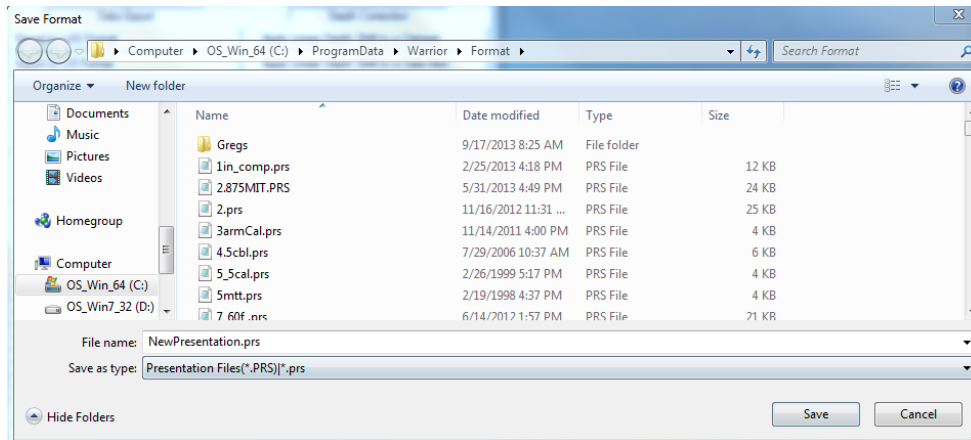 Save Format
Computer ▸ OS_Win_64 (C:) ▸ ProgramData ▸ Warrior ▸ Format ▸ Search Format
Organize New folder
Documents
Music
Pictures
Videos
Homegroup
Computer
OS_Win_64 (C:)
OS_Win7_32 (D:)
Name Date modified Type Size
Gregs 9/17/2013 8:25 AM File folder
1in_comp.prs 2/25/2013 4:18 PM PRS File 12 KB
2.875MIT.PRS 5/31/2013 4:49 PM PRS File 24 KB
2.prs 11/16/2012 11:31 ... PRS File 25 KB
3armCal.prs 11/14/2011 4:00 PM PRS File 4 KB
4.5cbl.prs 7/29/2006 10:37 AM PRS File 6 KB
5_5cal.prs 2/26/1999 5:17 PM PRS File 4 KB
5mtt.prs 2/19/1998 4:37 PM PRS File 4 KB
7_60f .prs 6/14/2012 1:57 PM PRS File 21 KB
File name: NewPresentation.prs
Save as type: Presentation Files(*.PRS)|*.prs
Hide Folders Save Cancel